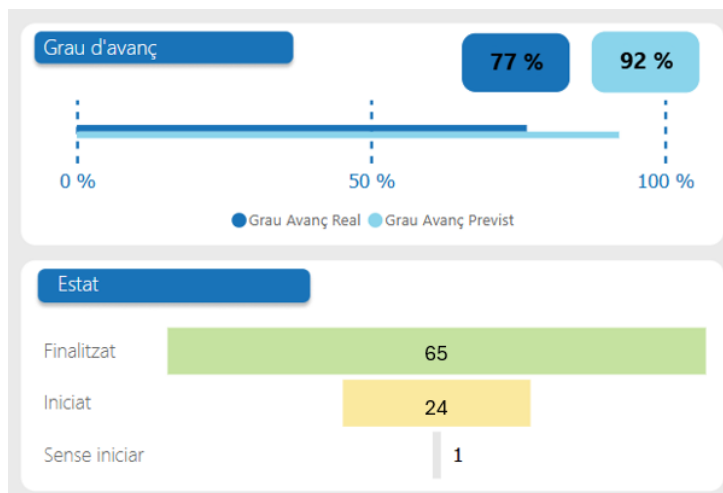 Grau d'avanç
77 %
92 %
0 %
50 %
100 %
Grau Avanç Real Grau Avanç Previst
Estat
Finalitzat
65
Iniciat
24
Sense iniciar
1